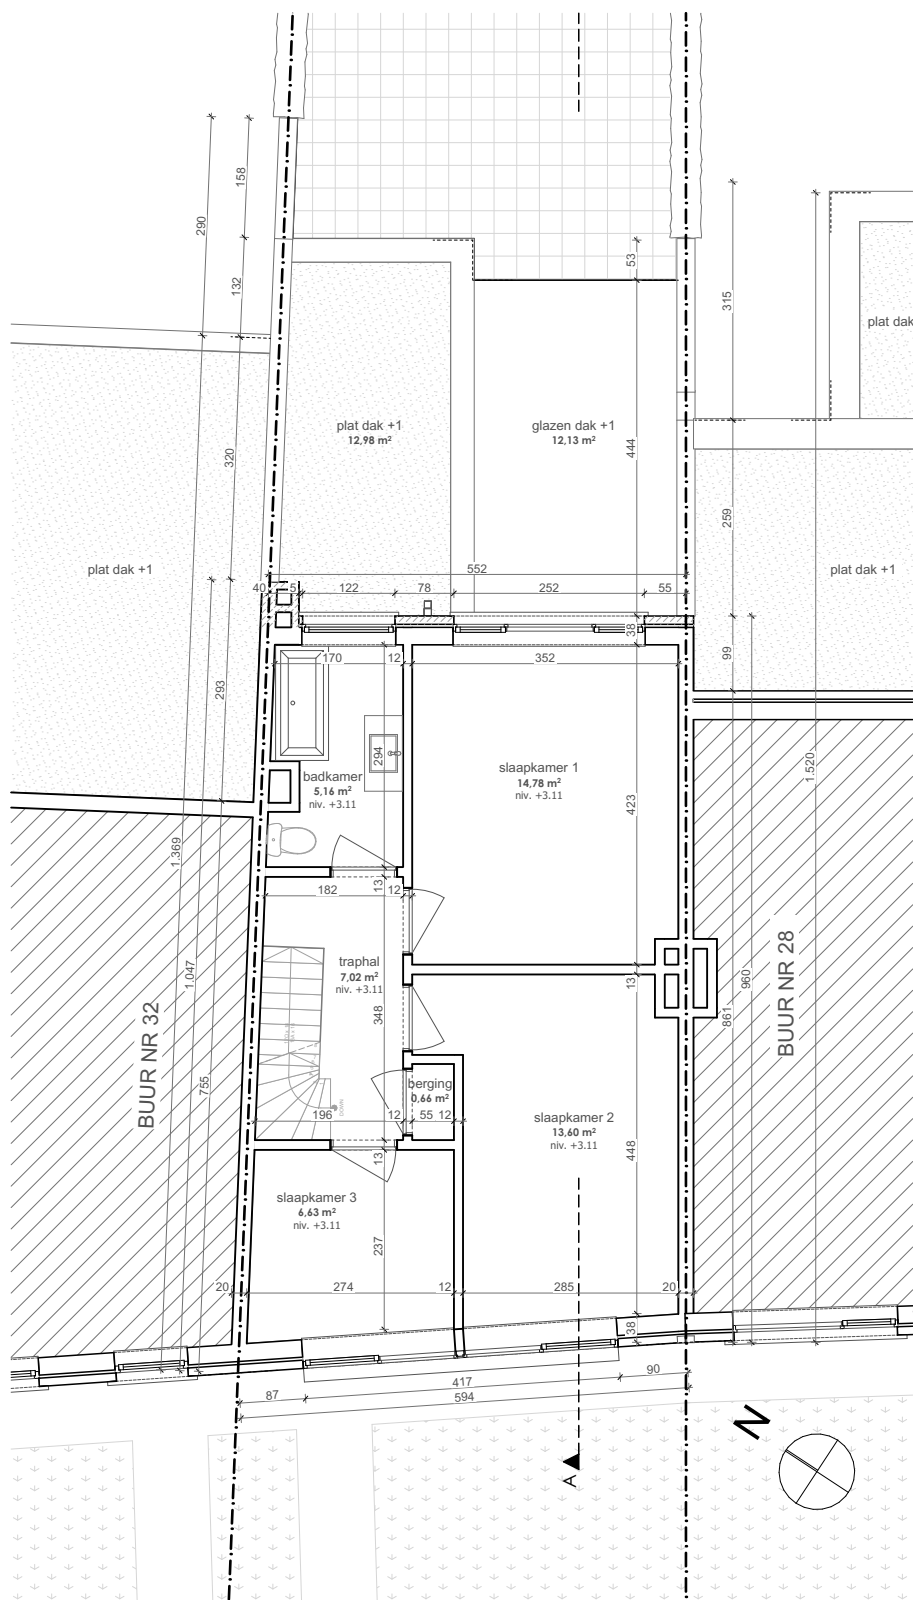 158
290
53
132
315
plat dak
plat dak +1
12,98 m²
glazen dak +1
12,13 m²
444
320
259
plat dak +1
plat dak +1
552
40
5
122
78
252
55
38
99
170
12
352
293
294
1.520
badkamer
5,16 m²
niv. +3.11
slaapkamer 1
14,78 m²
niv. +3.11
423
1.369
182
12
13
traphal
7,02 m²
niv. +3.11
1.047
348
13
960
861
BUUR NR 28
BUUR NR 32
755
DOWN
berging
0,66 m²
196
12
55
12
slaapkamer 2
13,60 m²
niv. +3.11
448
13
slaapkamer 3
6,63 m²
niv. +3.11
237
20
274
12
285
20
38
87
417
90
594
N
A